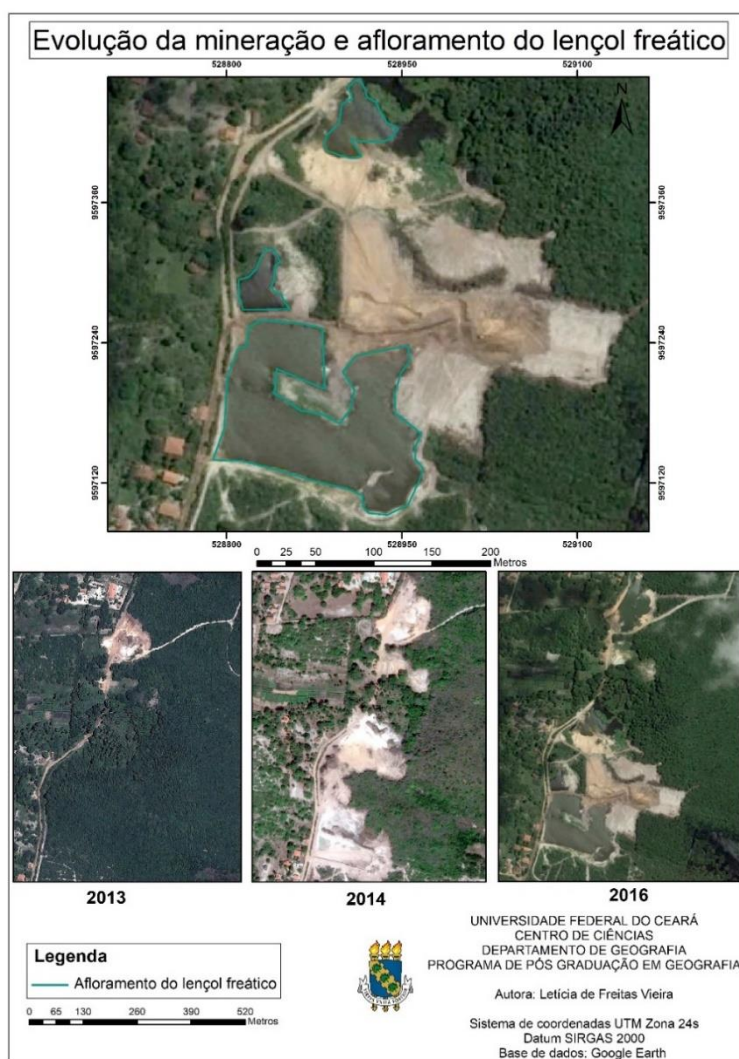 Evolução da mineração e afloramento do lençol freático
528800 528950 529100
N
9597360 9597360
9597240 9597240
9597120 9597120
528800 528950 529100
0 25 50 100 150 200
Metros
2013 2014 2016
Legenda
Afloramento do lençol freático
0 65 130 260 390 520
Metros
UNIVERSIDADE FEDERAL DO CEARÁ
CENTRO DE CIÊNCIAS
DEPARTAMENTO DE GEOGRAFIA
PROGRAMA DE PÓS GRADUAÇÃO EM GEOGRAFIA
Autora: Letícia de Freitas Vieira
Sistema de coordenadas UTM Zona 24s
Datum SIRGAS 2000
Base de dados: Google Earth